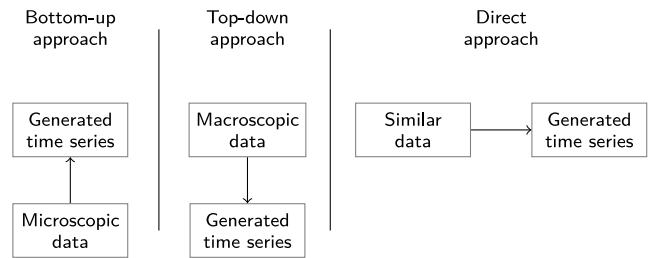 Bottom-up
approach
Generated
time series
Microscopic
data
Top-down
approach
Macroscopic
data
Generated
time series
Direct
approach
Similar
data
Generated
time series